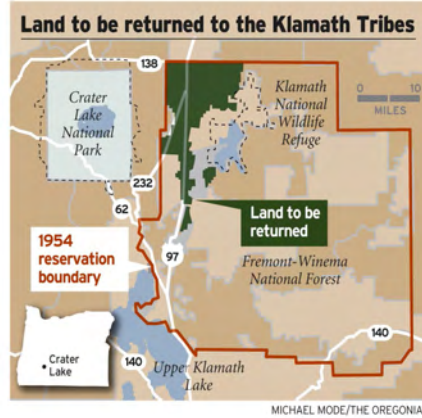 Land to be returned to the Klamath Tribes
138
Crater
Lake
National
Park
Klamath
National
Wildlife
Refuge
0 10
MILES
232
62
Land to be
returned
1954
reservation
boundary
97
Fremont-Winema
National Forest
Crater
Lake
140
Upper Klamath
Lake
140
MICHAEL MODE/THE OREGONIA